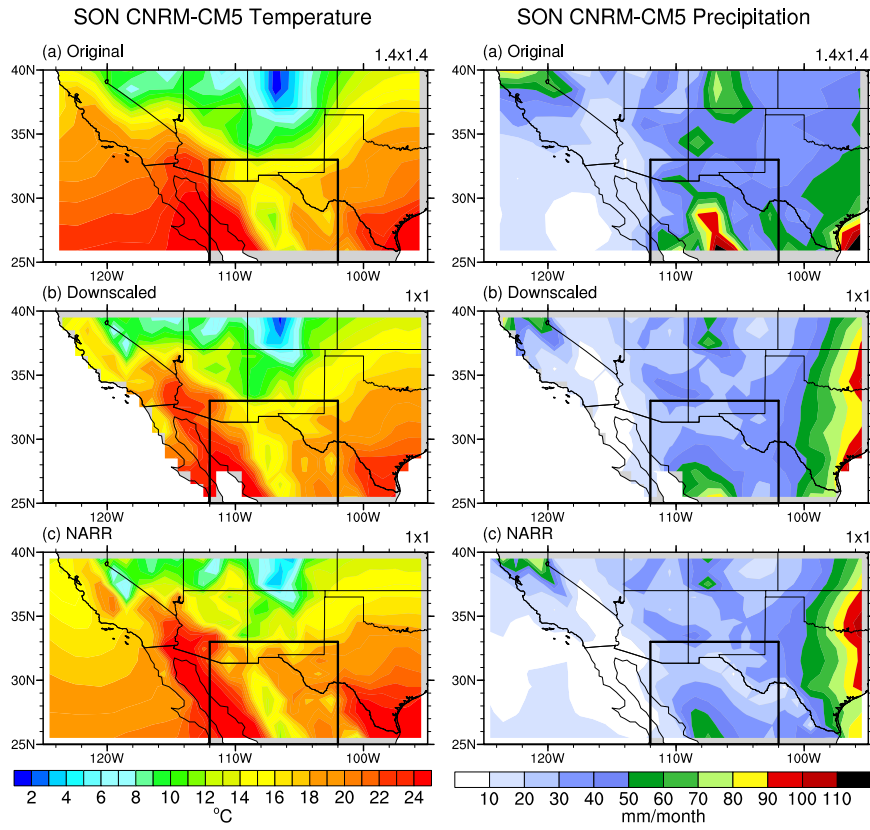 SON CNRM-CM5 Temperature
SON CNRM-CM5 Precipitation
(a) Original 1.4x1.4
(a) Original 1.4x1.4
40N
35N
30N
25N
120W 110W 100W
40N
35N
30N
25N
120W 110W 100W
(b) Downscaled 1x1
(b) Downscaled 1x1
40N
35N
30N
25N
120W 110W 100W
40N
35N
30N
25N
120W 110W 100W
(c) NARR 1x1
(c) NARR 1x1
40N
35N
30N
25N
120W 110W 100W
40N
35N
30N
25N
120W 110W 100W
2 4 6 8 10 12 14 16 18 20 22 24
°C
10 20 30 40 50 60 70 80 90 100 110
mm/month